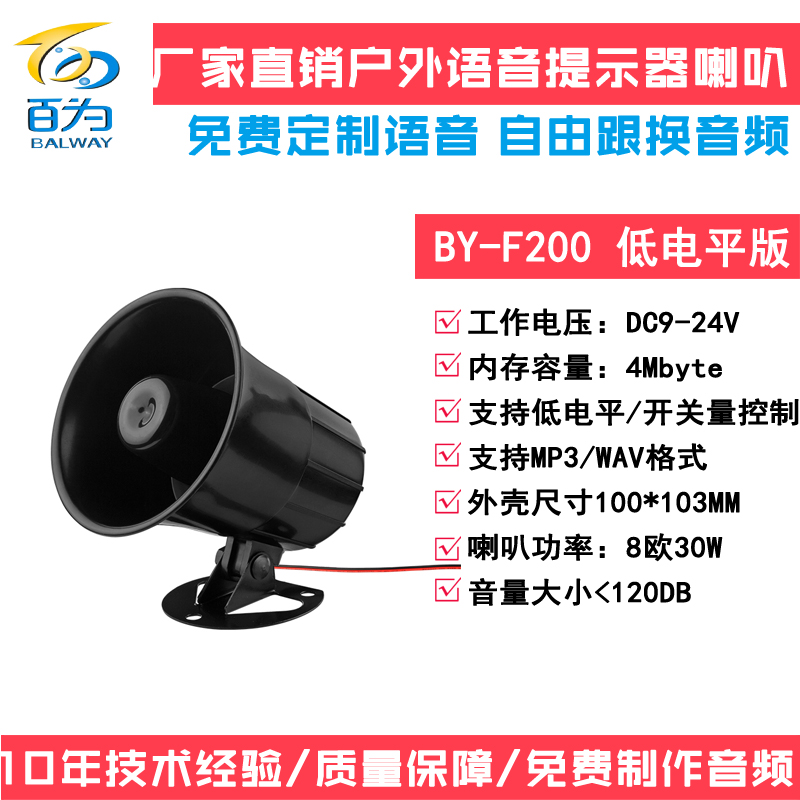 厂家直销户外语音提示器喇叭
百为
BALWAY
免费定制语音 自由跟换音频
BY-F200 低电平版
工作电压：DC9-24V
内存容量：4Mbyte
支持低电平/开关量控制
支持MP3/WAV格式
外壳尺寸100*103MM
喇叭功率：8欧30W
音量大小<120DB
10年技术经验/质量保障/免费制作音频